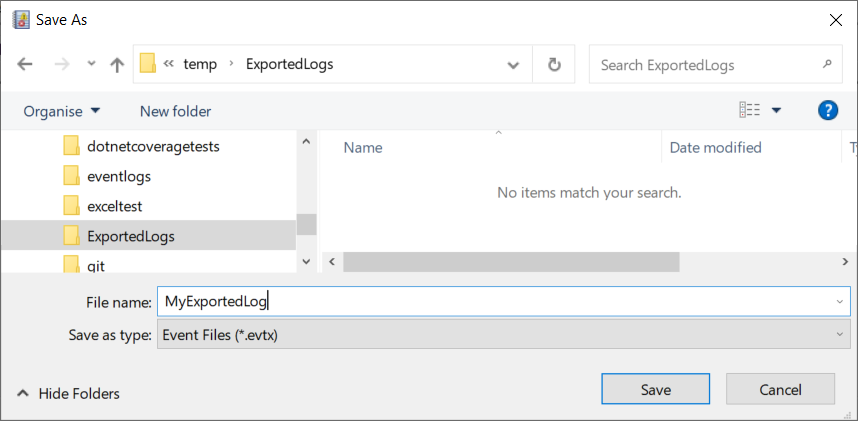 Save As
« temp › ExportedLogs
Search ExportedLogs
Organise New folder
?
dotnetcoveragetests
eventlogs
exceltest
ExportedLogs
git
Name Date modified Ty
No items match your search.
File name: MyExportedLog
Save as type: Event Files (*.evtx)
Hide Folders
Save
Cancel